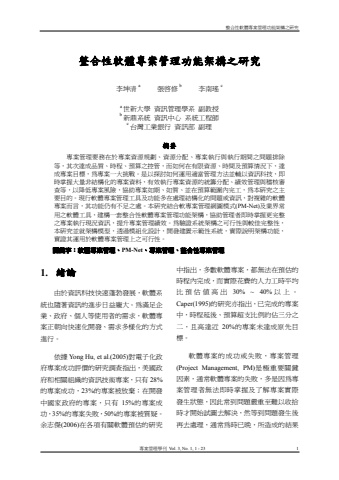 整合性軟體專案管理功能架構之研究
整合性軟體專案管理功能架構之研究
李坤清 a 張啓修 b 李南瑤 c
a 世新大學 資訊管理學系 副教授
b 新鼎系統 資訊中心 系統工程師
c 台灣工業銀行 資訊部 副理
摘要
專案管理要務在於專案資源規劃、資源分配、專案執行與執行期間之問題排除
等，其次達成品質、時程、預算之控管，而如何在有限資源、時間及預算情況下，達
成專案目標，為專案一大挑戰，是以探討如何運用適當管理方法並輔以資訊科技，即
時掌握大量非結構化的專案資料，有效執行專案資源的統籌分配、績效管理與稽核審
查等，以降低專案風險、協助專案如期、如質、並在預算範圍內完工，為本研究之主
要目的。現行軟體專案管理工具及功能多在處理結構化的問題或資訊，對複雜的軟體
專案而言，其功能仍有不足之處。本研究結合軟專案管理網圖模式(PM-Net)及業界常
用之軟體工具，建構一套整合性軟體專案管理功能架構，協助管理者即時掌握更完整
之專案執行現況資訊，提升專案管理績效。為驗證系統架構之可行性與較佳完整性，
本研究並就架構模型，透過模組化設計，開發建置示範性系統，實際說明架構功能，
實證其運用於軟體專案管理上之可行性。
關鍵字：軟體專案管理、PM-Net、專案管理、整合性專案管理
1. 緒論
由於資訊科技快速蓬勃發展，軟體系
統也隨著資訊的進步日益龐大。為滿足企
業、政府、個人等使用者的需求，軟體專
案正朝向快速化開發、需求多樣化的方式
進行。
依據 Yong Hu, et al.(2005)對電子化政
府專案成功評價的研究調查指出，美國政
府和相關組織的資訊技術專案，只有 28%
的專案成功，23%的專案被放棄；在開發
中國家政府的專案，只有 15%的專案成
功，35%的專案失敗，50%的專案被質疑。
余志傑(2006)在各項有關軟體預估的研究
中指出，多數軟體專案，都無法在預估的
時程內完成，而實際花費的人力工時平均
比預估值高出 30% ~ 40%以上。
Caper(1995)的研究亦指出，已完成的專案
中，時程延後、預算超支比例約佔三分之
二，且高達近 20%的專案未達成原先目
標。
軟體專案的成功或失敗，專案管理
(Project Management, PM)是極重要關鍵
因素，通常軟體專案的失敗，多是因為專
案管理者無法即時掌握及了解專案實際
發生狀態，因此常到問題嚴重至難以收拾
時才開始試圖去解決，然等到問題發生後
再去處理，通常為時已晚，所造成的結果
專案管理學刊 Vol. 1, No. 1, 1 - 23 1